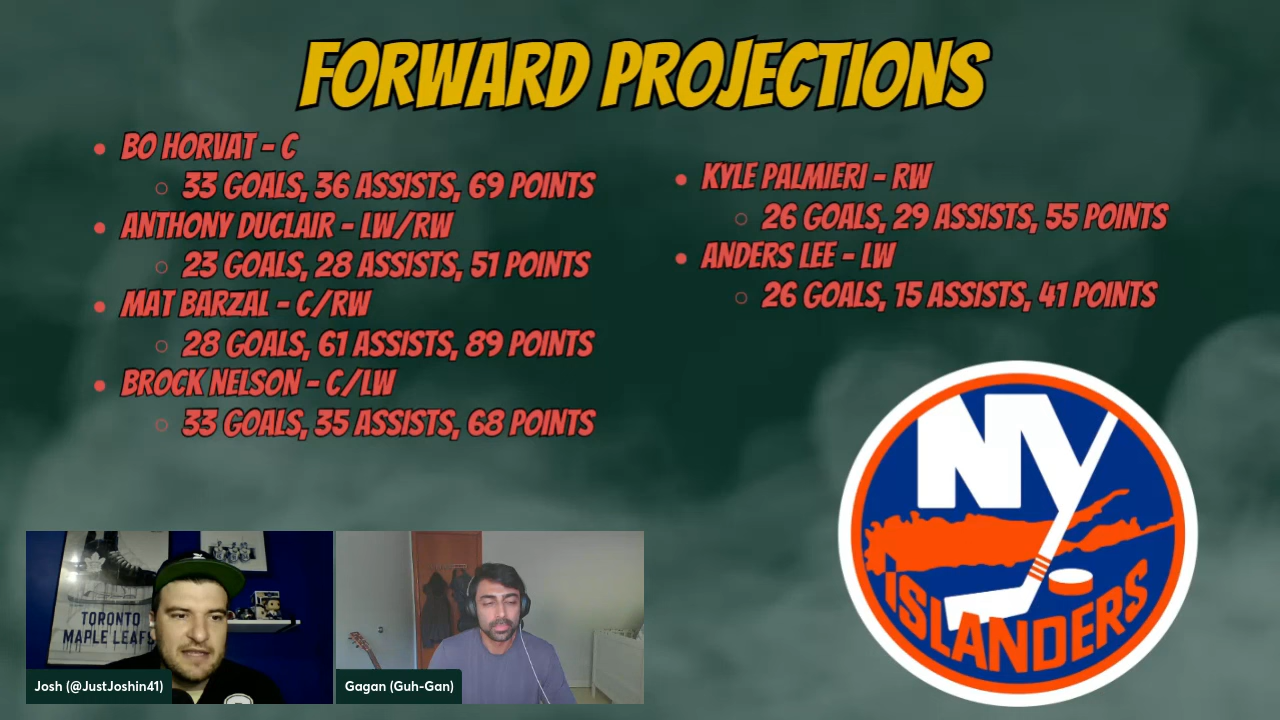 FORWARD PROJECTIONS
BO HORVAT - C
33 GOALS, 36 ASSISTS, 69 POINTS
ANTHONY DUCLAIR - LW/RW
23 GOALS, 28 ASSISTS, 51 POINTS
MAT BARZAL - C/RW
28 GOALS, 61 ASSISTS, 89 POINTS
BROCK NELSON - C/LW
33 GOALS, 35 ASSISTS, 68 POINTS
KYLE PALMIERI - RW
26 GOALS, 29 ASSISTS, 55 POINTS
ANDERS LEE - LW
26 GOALS, 15 ASSISTS, 41 POINTS
NY
ISLANDERS
TORONTO
MAPLE LEAFS
Josh (@JustJoshin41)
Gagan (Guh-Gan)